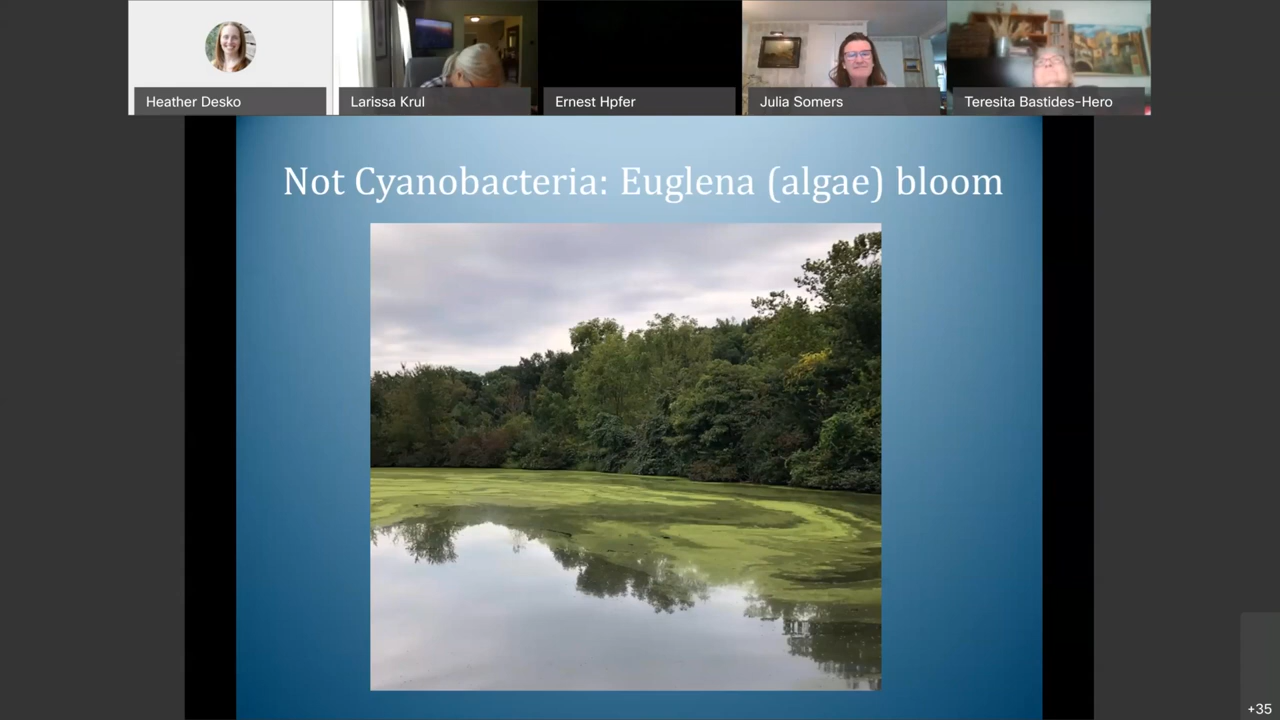 Heather Desko
Larissa Krul
Ernest Hpfer
Julia Somers
Teresita Bastides-Hero
Not Cyanobacteria: Euglena (algae) bloom
+35